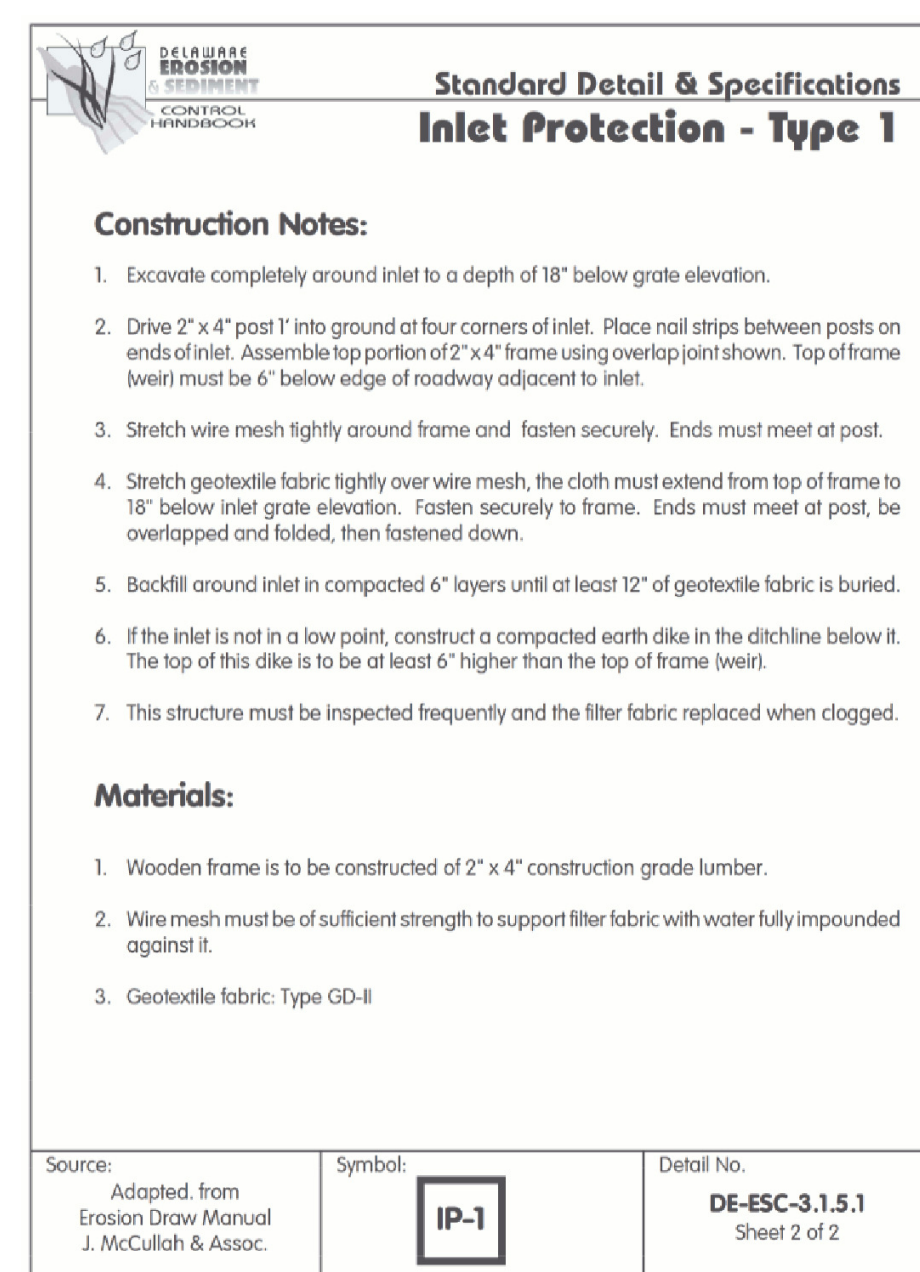 DELAWARE
EROSION
& SEDIMENT
CONTROL
HANDBOOK
Standard Detail & Specifications
Inlet Protection - Type 1
Construction Notes:
1. Excavate completely around inlet to a depth of 18" below grate elevation.
2. Drive 2" x 4" post 1' into ground at four corners of inlet. Place nail strips between posts on
ends of inlet. Assemble top portion of 2" x 4" frame using overlap joint shown. Top of frame
(weir) must be 6" below edge of roadway adjacent to inlet.
3. Stretch wire mesh tightly around frame and fasten securely. Ends must meet at post.
4. Stretch geotextile fabric tightly over wire mesh, the cloth must extend from top of frame to
18" below inlet grate elevation. Fasten securely to frame. Ends must meet at post, be
overlapped and folded, then fastened down.
5. Backfill around inlet in compacted 6" layers until at least 12" of geotextile fabric is buried.
6. If the inlet is not in a low point, construct a compacted earth dike in the ditchline below it.
The top of this dike is to be at least 6" higher than the top of frame (weir).
7. This structure must be inspected frequently and the filter fabric replaced when clogged.
Materials:
1. Wooden frame is to be constructed of 2" x 4" construction grade lumber.
2. Wire mesh must be of sufficient strength to support filter fabric with water fully impounded
against it.
3. Geotextile fabric: Type GD-II
Source:
Adapted. from
Erosion Draw Manual
J. McCullah & Assoc.
Symbol:
IP-1
Detail No.
DE-ESC-3.1.5.1
Sheet 2 of 2